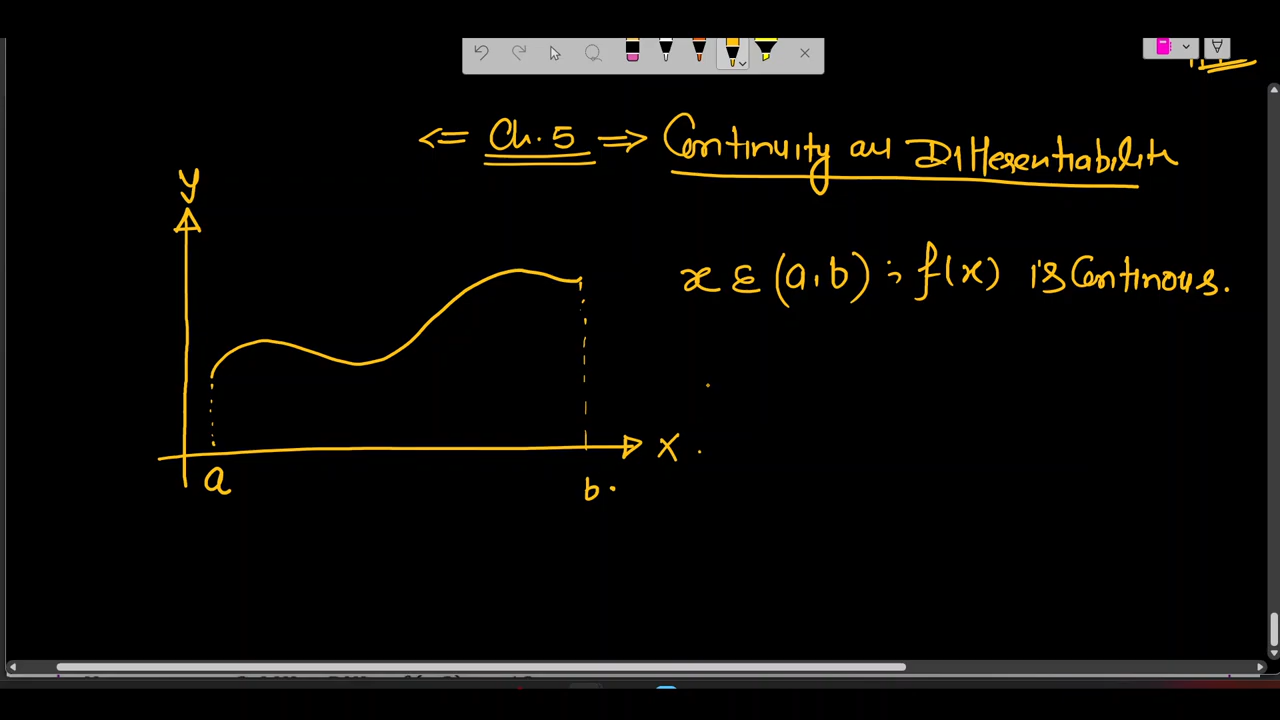 <= Ch. 5 => Continuity and Differentiability
y
x ε (a, b) ; f(x) is Continous.
X
a
b